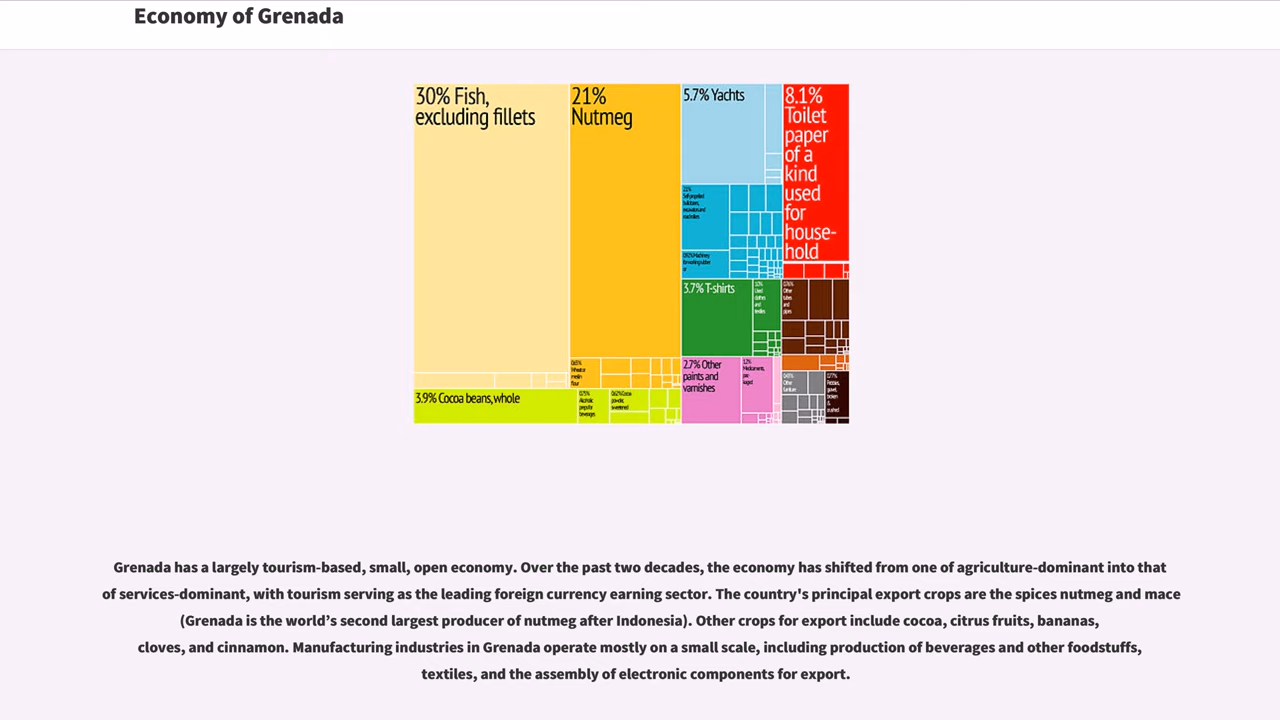 Economy of Grenada
30% Fish,
excluding fillets
21%
Nutmeg
5.7% Yachts
8.1%
Toilet
paper
of a
kind
used
for
house-
hold
3.7% T-shirts
2.7% Other
paints and
varnishes
3.9% Cocoa beans, whole
Grenada has a largely tourism-based, small, open economy. Over the past two decades, the economy has shifted from one of agriculture-dominant into that
of services-dominant, with tourism serving as the leading foreign currency earning sector. The country's principal export crops are the spices nutmeg and mace
(Grenada is the world’s second largest producer of nutmeg after Indonesia). Other crops for export include cocoa, citrus fruits, bananas,
cloves, and cinnamon. Manufacturing industries in Grenada operate mostly on a small scale, including production of beverages and other foodstuffs,
textiles, and the assembly of electronic components for export.